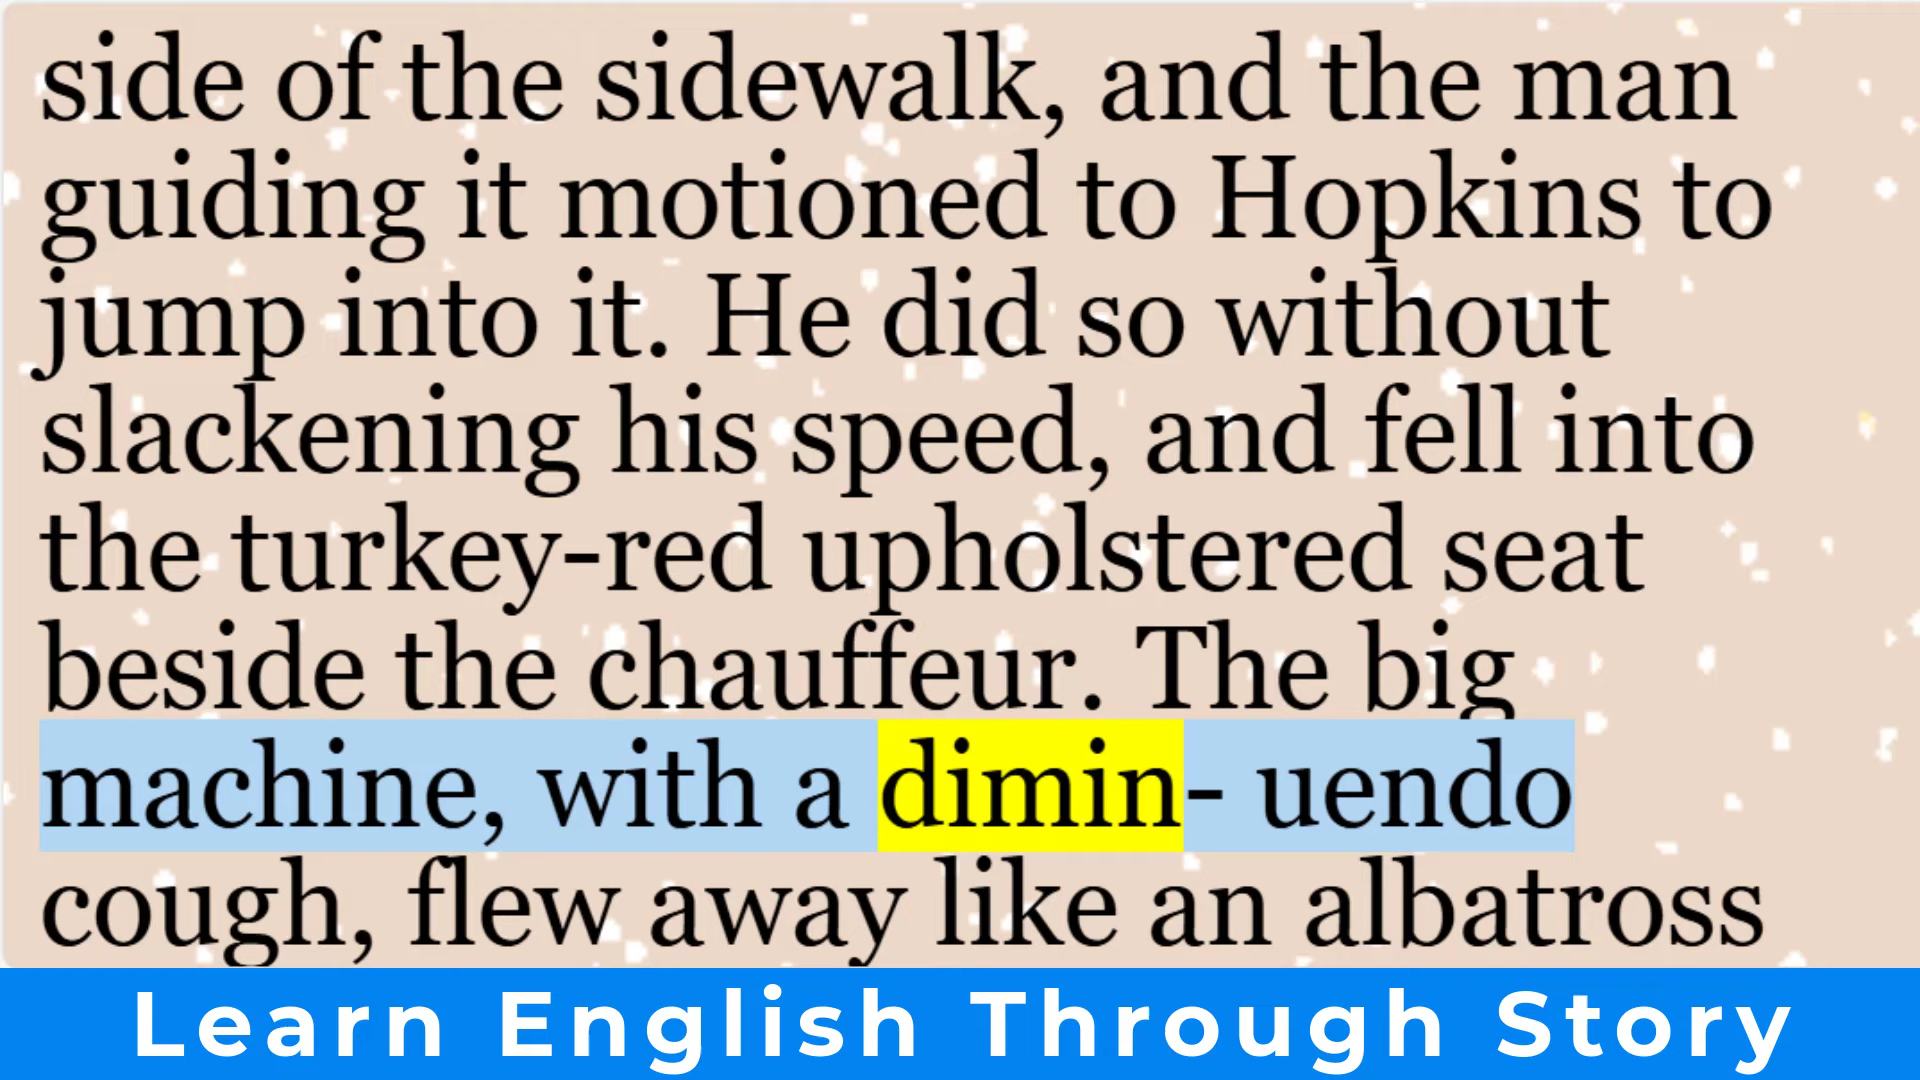 side of the sidewalk, and the man
guiding it motioned to Hopkins to
jump into it. He did so without
slackening his speed, and fell into
the turkey-red upholstered seat
beside the chauffeur. The big
machine, with a dimin- uendo
cough, flew away like an albatross
Learn English Through Story